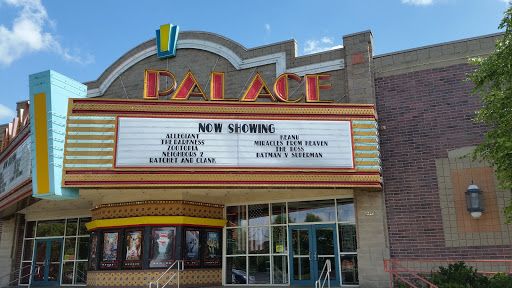 PALACE
NOW SHOWING
ALLEGIANT
THE DARKNESS
ZOOTOPIA
NEIGHBORS 2
RATCHET AND CLANK
KEANU
MIRACLES FROM HEAVEN
THE BOSS
BATMAN V SUPERMAN